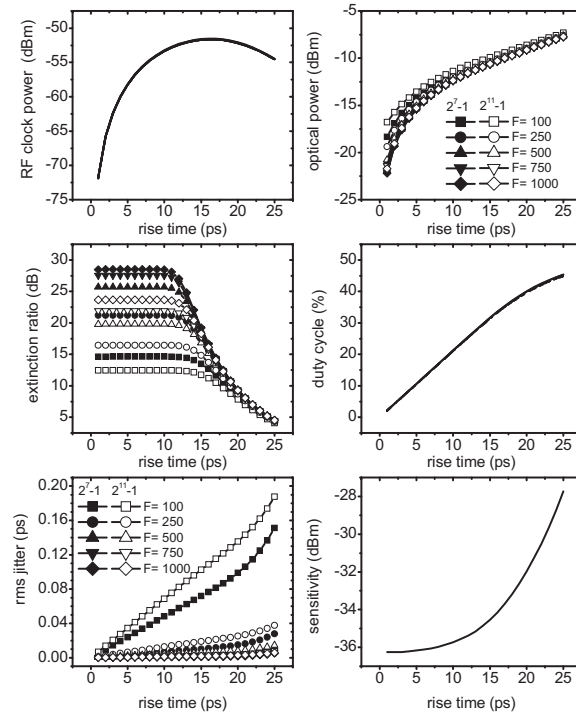 RF clock power (dBm)
-50
-55
-60
-65
-70
-75
0 5 10 15 20 25
rise time (ps)
optical power (dBm)
-5
-10
-15
-20
-25
2⁷-1 2¹¹-1
F= 100
F= 250
F= 500
F= 750
F= 1000
0 5 10 15 20 25
rise time (ps)
extinction ratio (dB)
30
25
20
15
10
5
0 5 10 15 20 25
rise time (ps)
duty cycle (%)
50
40
30
20
10
0
0 5 10 15 20 25
rise time (ps)
rms jitter (ps)
0.20
0.16
0.12
0.08
0.04
0.00
2⁷-1 2¹¹-1
F= 100
F= 250
F= 500
F= 750
F= 1000
0 5 10 15 20 25
rise time (ps)
sensitivity (dBm)
-28
-30
-32
-34
-36
0 5 10 15 20 25
rise time (ps)